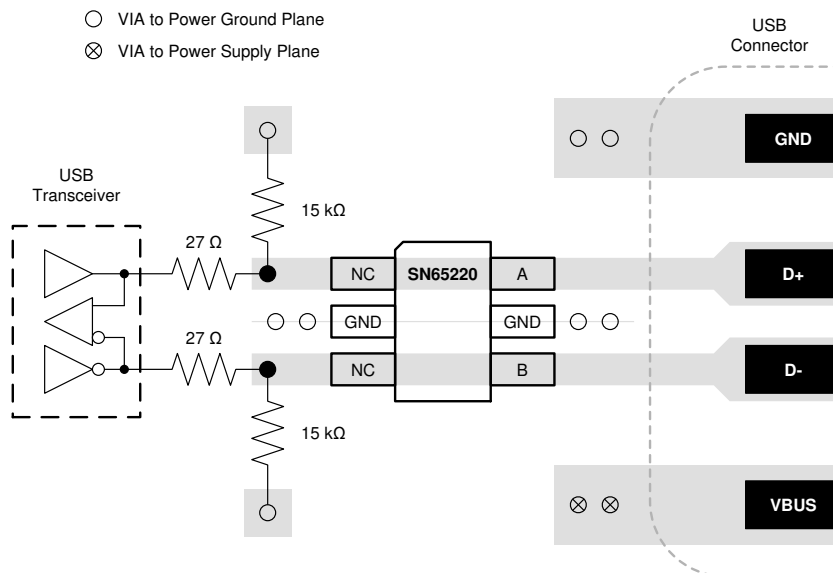 VIA to Power Ground Plane
VIA to Power Supply Plane
USB
Connector
GND
USB
Transceiver
15 kΩ
27 Ω
NC
SN65220
A
D+
GND
GND
27 Ω
NC
B
D-
15 kΩ
VBUS